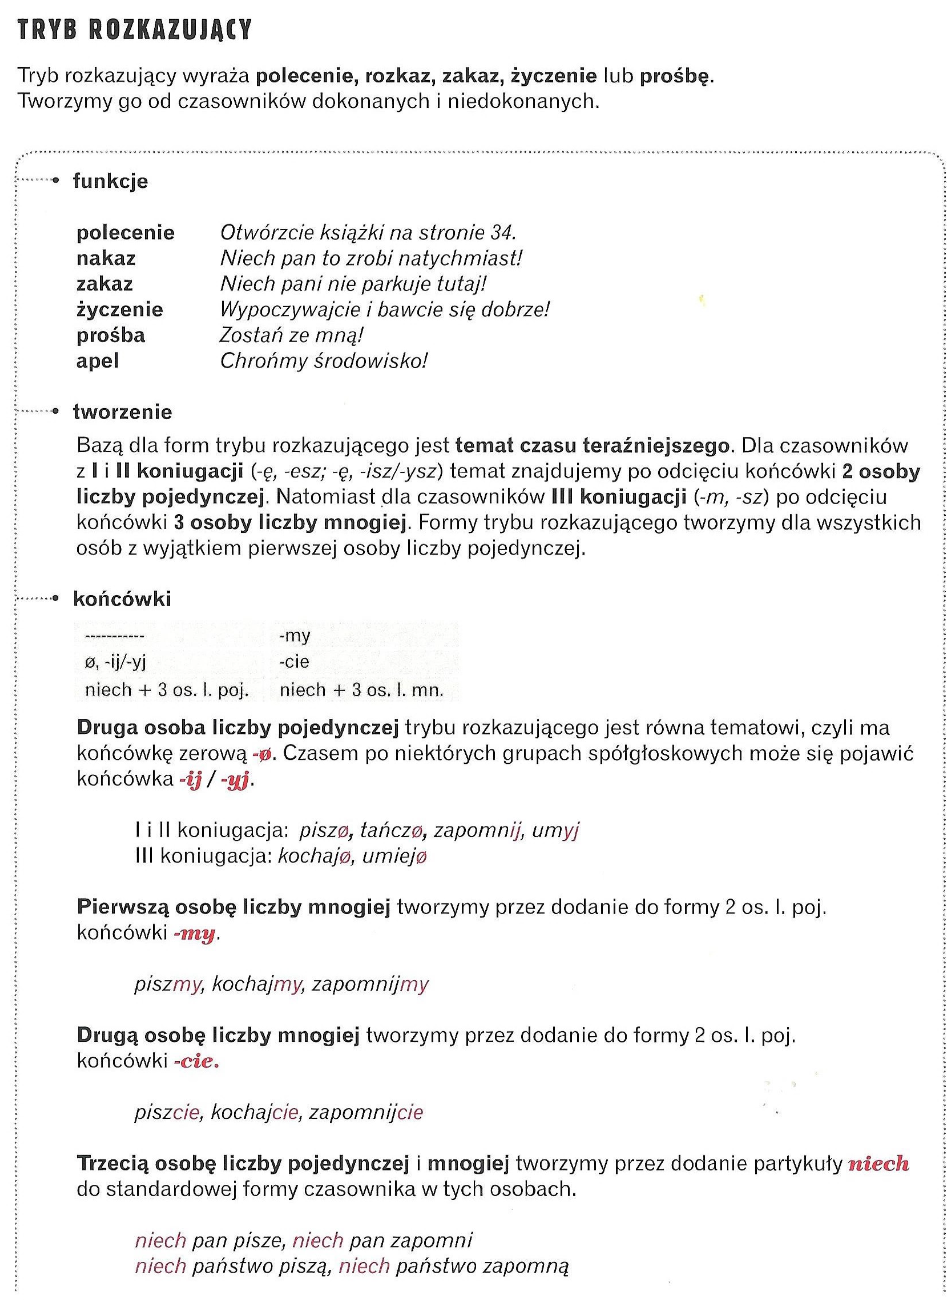 TRYB ROZKAZUJĄCY
Tryb rozkazujący wyraża polecenie, rozkaz, zakaz, życzenie lub prośbę.
Tworzymy go od czasowników dokonanych i niedokonanych.
funkcje
polecenie Otwórzcie książki na stronie 34.
nakaz Niech pan to zrobi natychmiast!
zakaz Niech pani nie parkuje tutaj!
życzenie Wypoczywajcie i bawcie się dobrze!
prośba Zostań ze mną!
apel Chrońmy środowisko!
tworzenie
Bazą dla form trybu rozkazującego jest temat czasu teraźniejszego. Dla czasowników
z I i II koniugacji (-ę, -esz; -ę, -isz/-ysz) temat znajdujemy po odcięciu końcówki 2 osoby
liczby pojedynczej. Natomiast dla czasowników III koniugacji (-m, -sz) po odcięciu
końcówki 3 osoby liczby mnogiej. Formy trybu rozkazującego tworzymy dla wszystkich
osób z wyjątkiem pierwszej osoby liczby pojedynczej.
końcówki
----------- -my
ø, -ij/-yj -cie
niech + 3 os. l. poj. niech + 3 os. l. mn.
Druga osoba liczby pojedynczej trybu rozkazującego jest równa tematowi, czyli ma
końcówkę zerową -ø. Czasem po niektórych grupach spółgłoskowych może się pojawić
końcówka -ij / -yj.
I i II koniugacja: piszø, tańczø, zapomnij, umyj
III koniugacja: kochajø, umiejø
Pierwszą osobę liczby mnogiej tworzymy przez dodanie do formy 2 os. l. poj.
końcówki -my.
piszmy, kochajmy, zapomnijmy
Drugą osobę liczby mnogiej tworzymy przez dodanie do formy 2 os. l. poj.
końcówki -cie.
piszcie, kochajcie, zapomnijcie
Trzecią osobę liczby pojedynczej i mnogiej tworzymy przez dodanie partykuły niech
do standardowej formy czasownika w tych osobach.
niech pan pisze, niech pan zapomni
niech państwo piszą, niech państwo zapomną